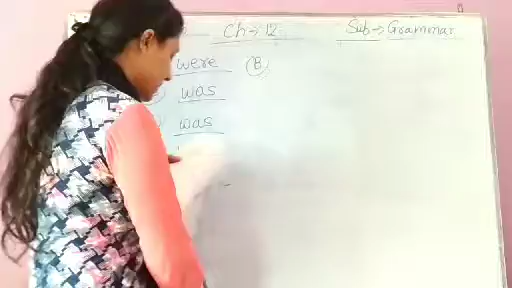 Ch → 12 Sub → Grammar
were (B)
was
was